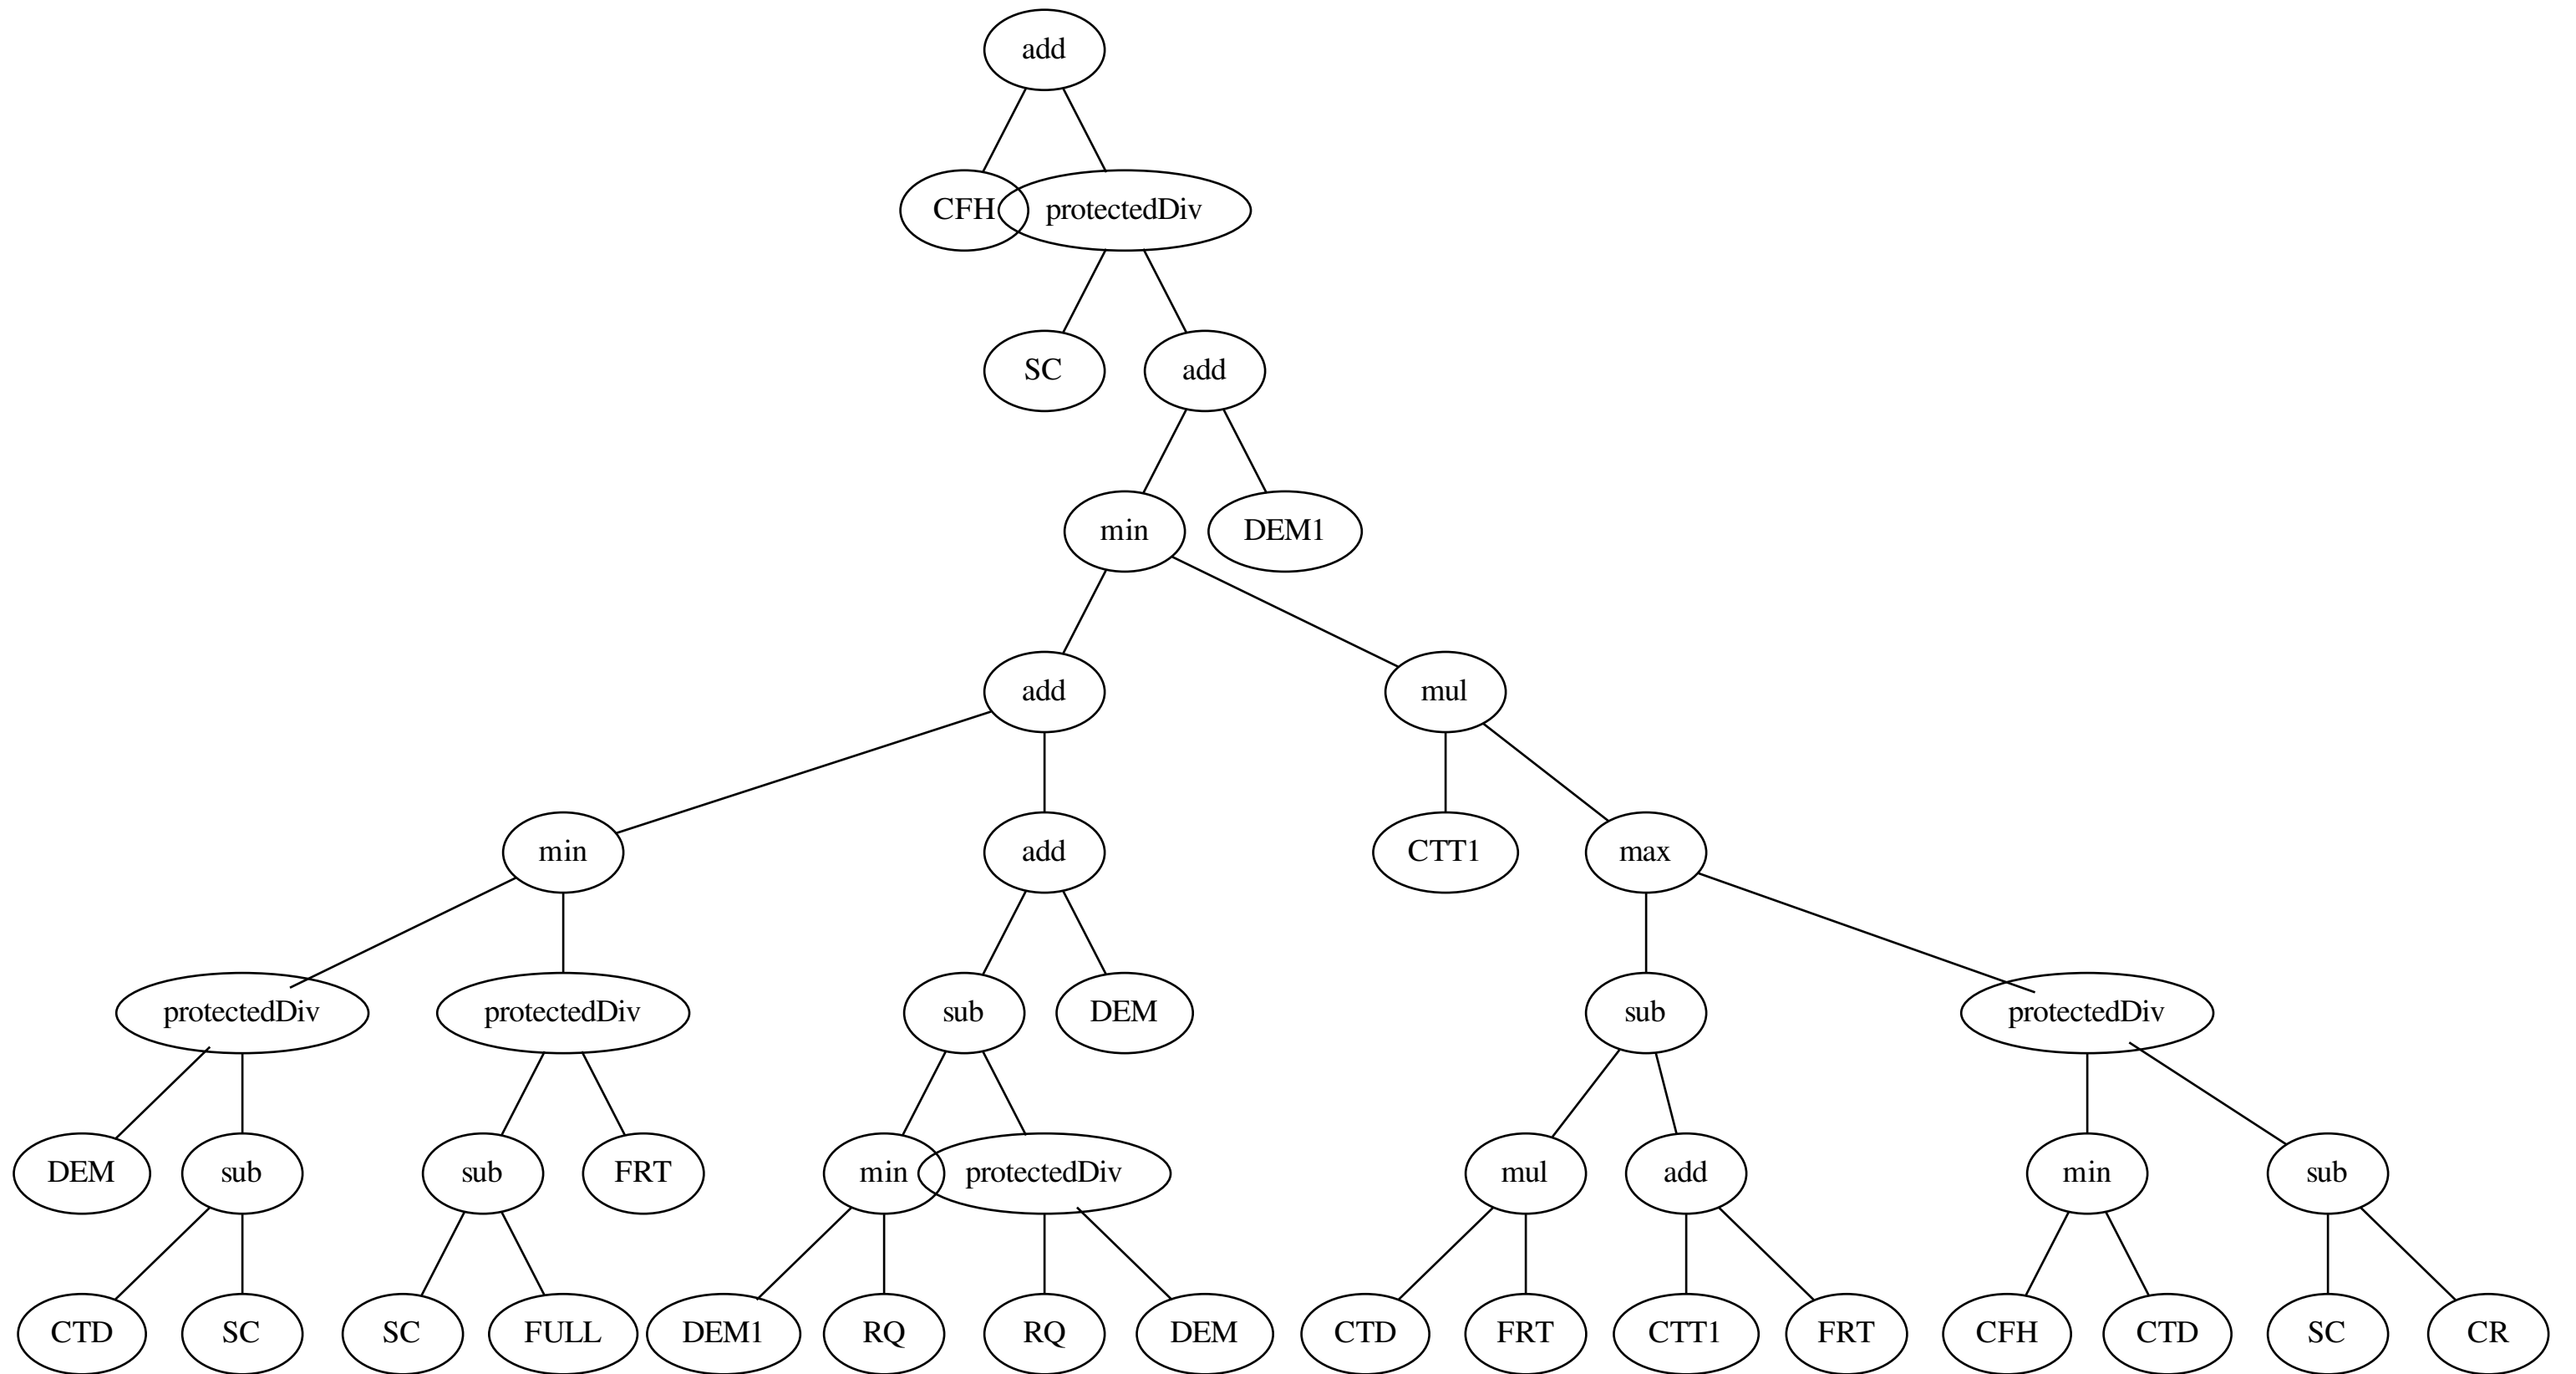 add
CFH protectedDiv
SC add
min DEM1
add mul
min add CTT1 max
protectedDiv protectedDiv sub DEM sub protectedDiv
DEM sub sub FRT min protectedDiv mul add min sub
CTD SC SC FULL DEM1 RQ RQ DEM CTD FRT CTT1 FRT CFH CTD SC CR